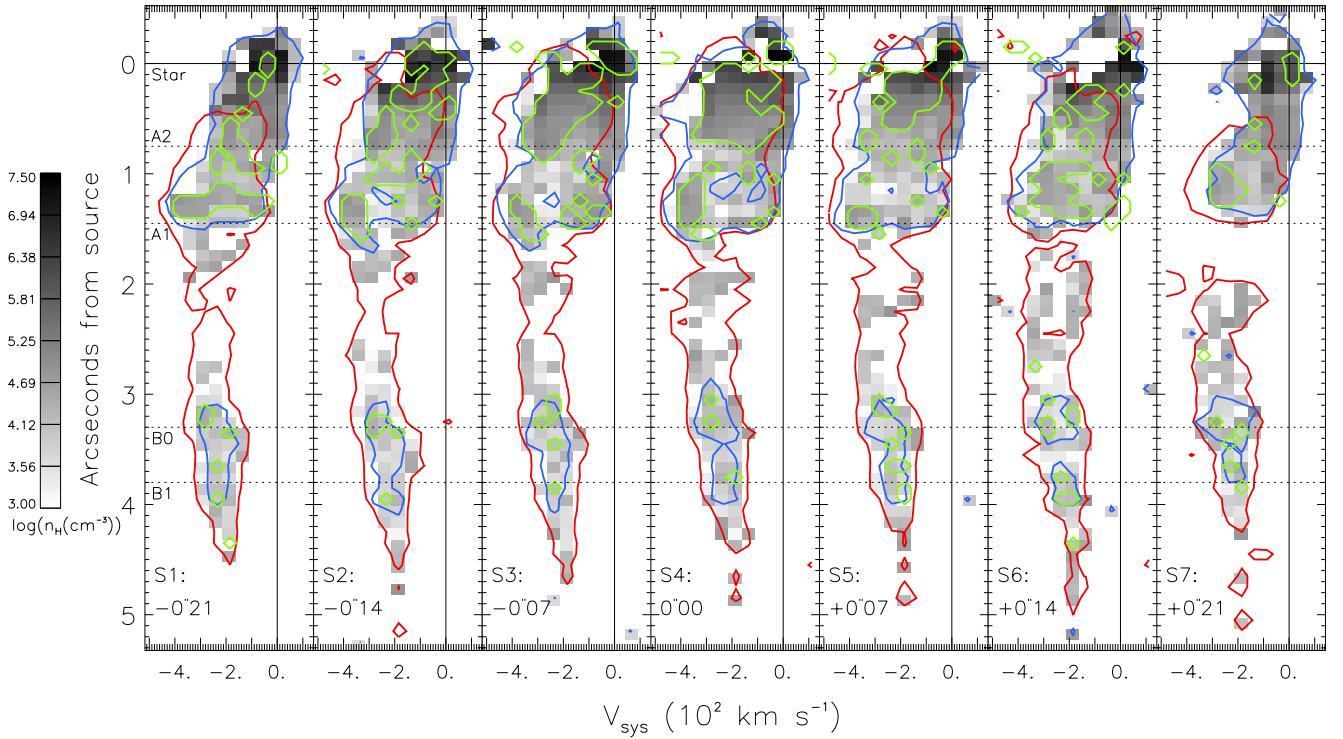 0
1
2
3
4
5
Arcseconds from source
7.50
6.94
6.38
5.81
5.25
4.69
4.12
3.56
3.00
log(n_H(cm⁻³))
Star
A2
A1
B0
B1
S1:
−0″21
S2:
−0″14
S3:
−0″07
S4:
0″00
S5:
+0″07
S6:
+0″14
S7:
+0″21
−4. −2. 0. −4. −2. 0. −4. −2. 0. −4. −2. 0. −4. −2. 0. −4. −2. 0. −4. −2. 0.
V_sys (10² km s⁻¹)